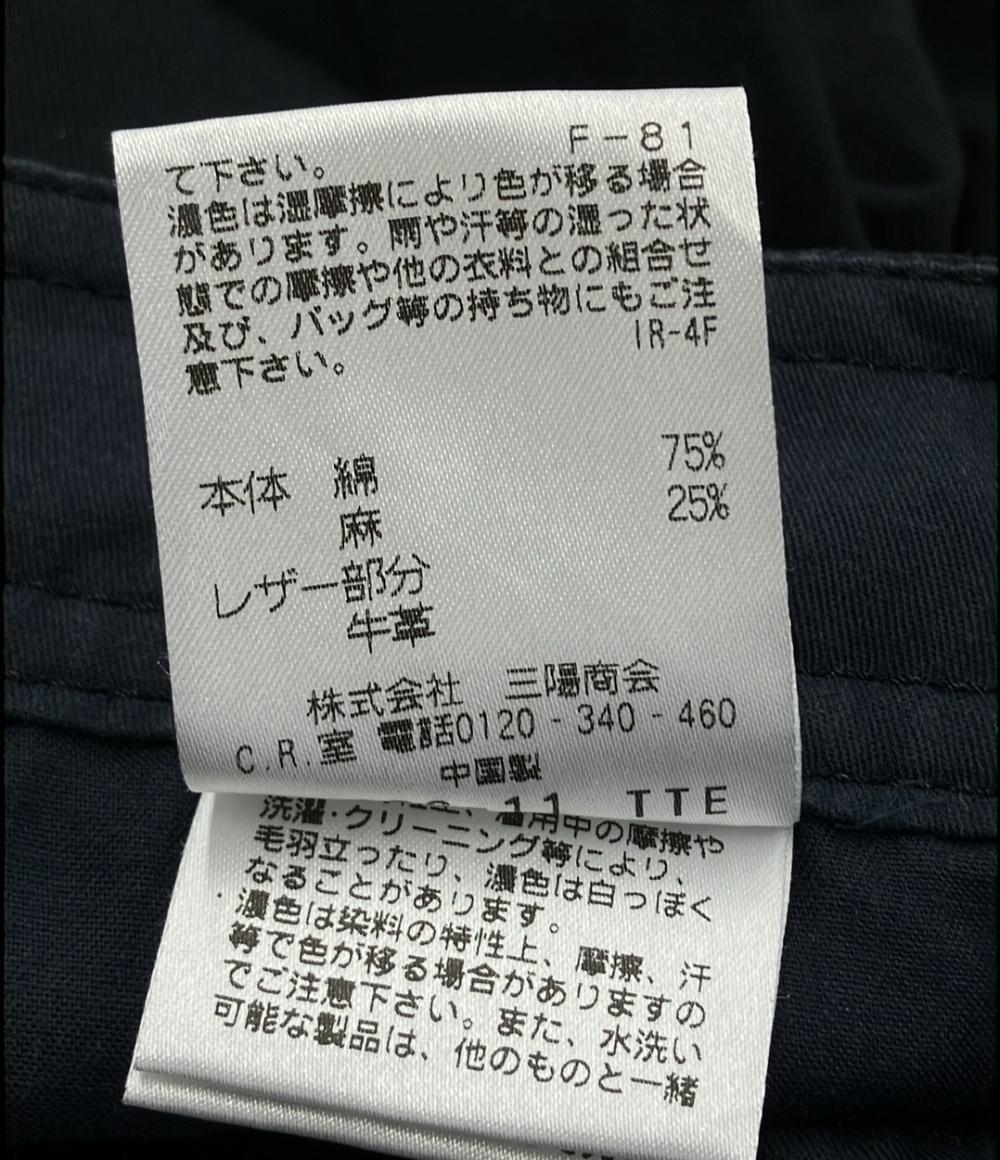 F-81
て下さい。
濃色は湿摩擦により色が移る場合
があります。雨や汗等の湿った状
態での摩擦や他の衣料との組合せ
及び、バッグ等の持ち物にもご注
意下さい。
IR-4F
本体 綿 75%
麻 25%
レザー部分
牛革
株式会社 三陽商会
C.R.室 電話0120-340-460
中国製
11 TTE
着用中の摩擦や
洗濯・クリーニング等により、
毛羽立ったり、濃色は白っぽく
なることがあります。
濃色は染料の特性上、摩擦、汗
等で色が移る場合がありますの
でご注意下さい。また、水洗い
可能な製品は、他のものと一緒